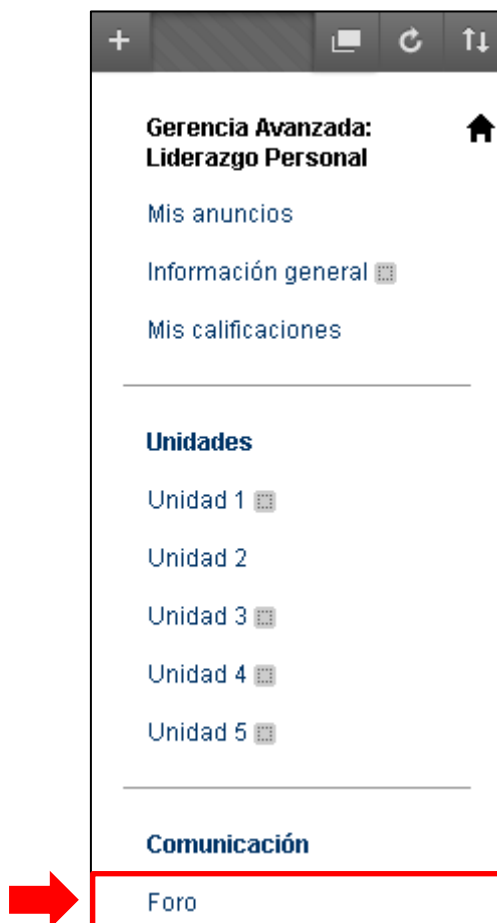 Gerencia Avanzada:
Liderazgo Personal
Mis anuncios
Información general
Mis calificaciones
Unidades
Unidad 1
Unidad 2
Unidad 3
Unidad 4
Unidad 5
Comunicación
Foro